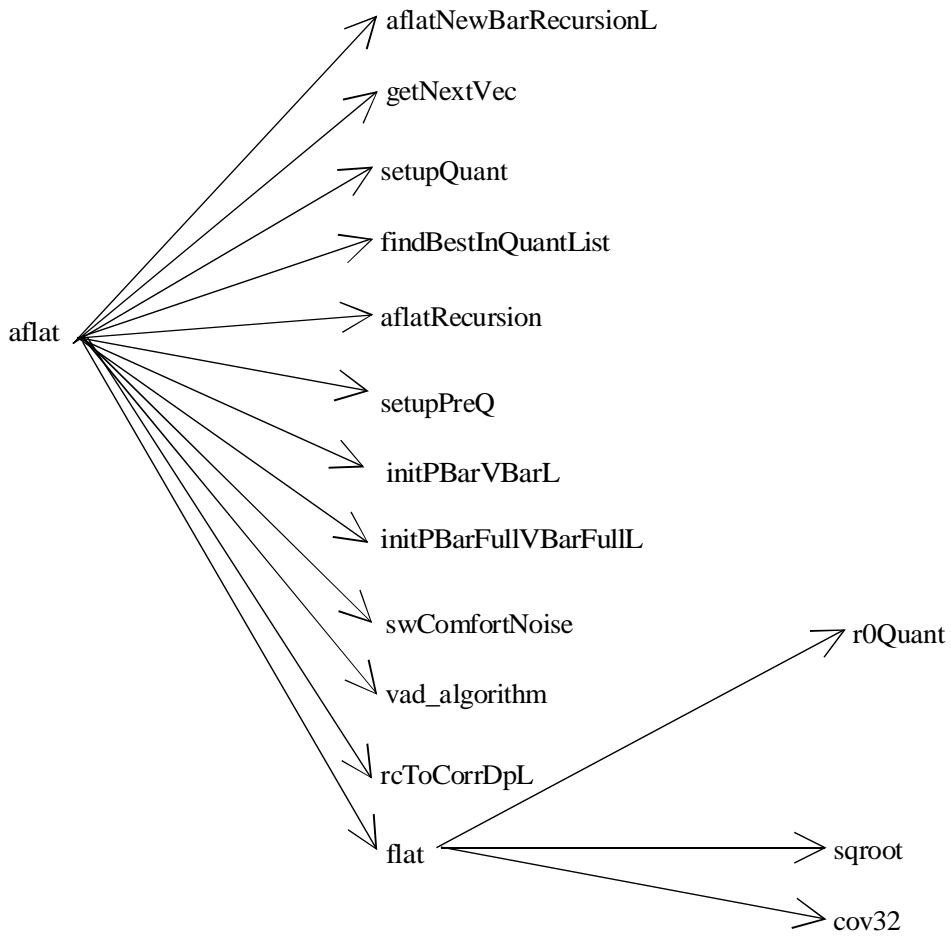 aflatNewBarRecursionL
getNextVec
setupQuant
findBestInQuantList
aflatRecursion
aflat
setupPreQ
initPBarVBarL
initPBarFullVBarFullL
swComfortNoise
r0Quant
vad_algorithm
rcToCorrDpL
flat
sqroot
cov32